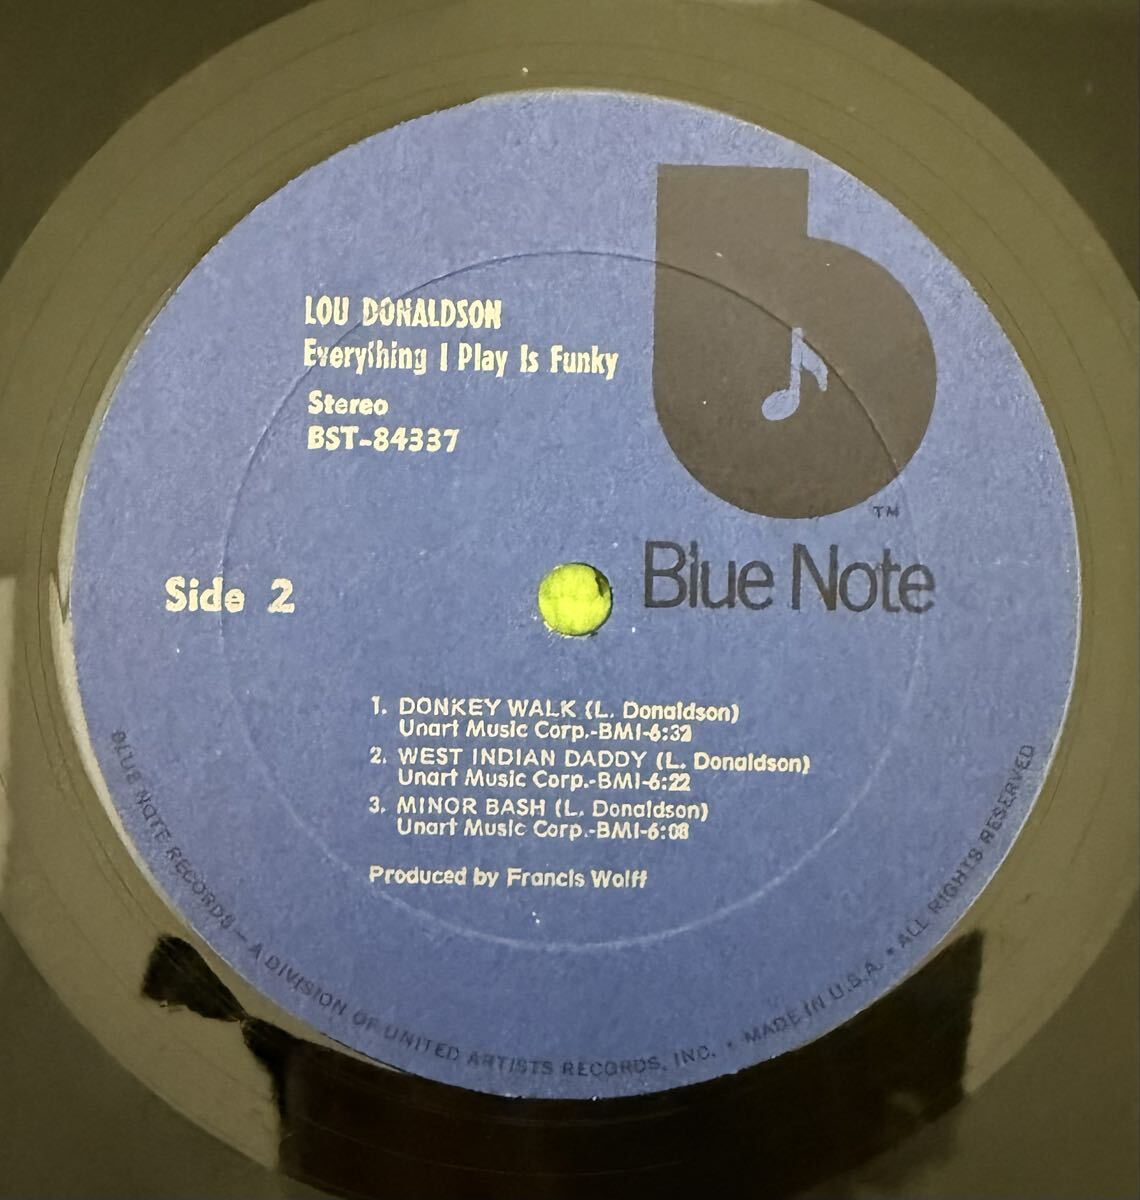 LOU DONALDSON
Everything I Play Is Funky
Stereo
BST-84337
TM
Blue Note
Side 2
1. DONKEY WALK (L. Donaldson)
Unart Music Corp.-BMI-6:32
2. WEST INDIAN DADDY (L. Donaldson)
Unart Music Corp.-BMI-6:22
3. MINOR BASH (L. Donaldson)
Unart Music Corp.-BMI-6:08
Produced by Francis Wolff
BLUE NOTE RECORDS – A DIVISION OF UNITED ARTISTS RECORDS, INC. • MADE IN U.S.A. • ALL RIGHTS RESERVED